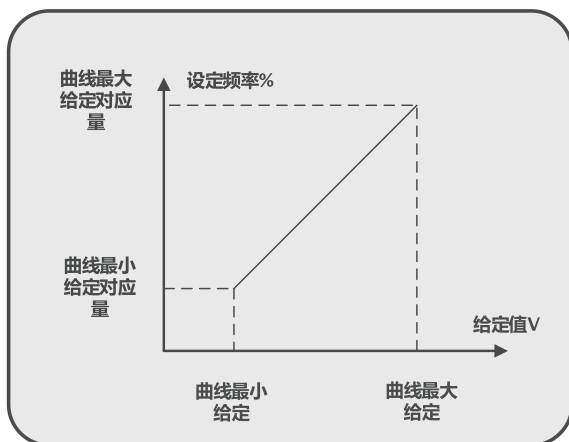 曲线最大
给定对应
量
设定频率%
曲线最小
给定对应
量
给定值V
曲线最小
给定
曲线最大
给定